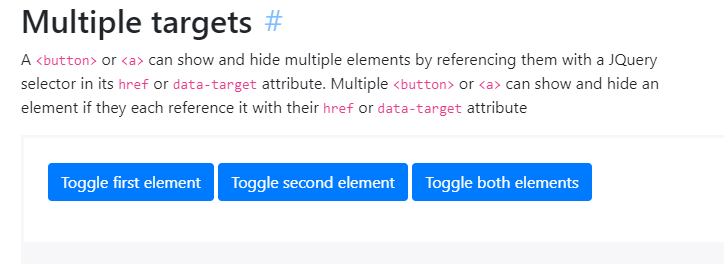 Multiple targets #
A <button> or <a> can show and hide multiple elements by referencing them with a JQuery
selector in its href or data-target attribute. Multiple <button> or <a> can show and hide an
element if they each reference it with their href or data-target attribute
Toggle first element Toggle second element Toggle both elements